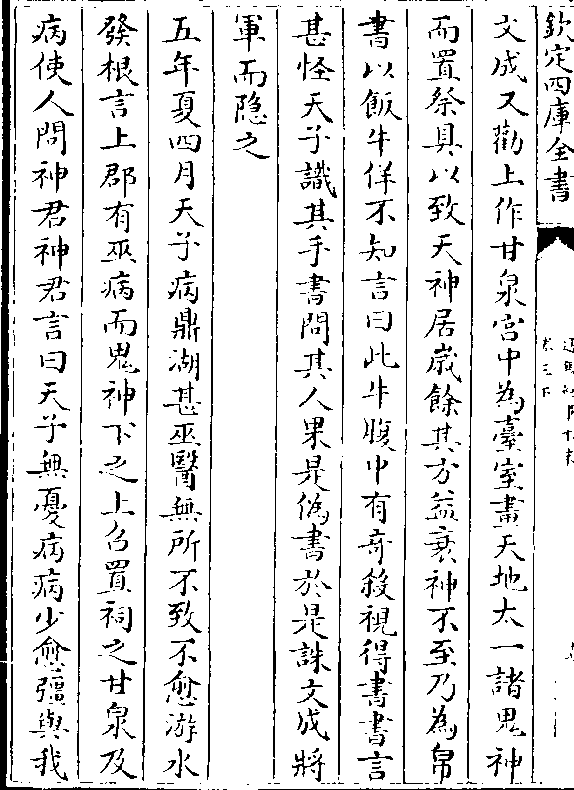 欽定四庫全書
文成又勸上作甘泉宫中為臺室畫天地太一諸鬼神
而置祭具以致天神居歳餘其方益衰神不至乃為帛
書以飯牛佯不知言曰此牛腹中有奇殺視得書書言
甚怪天子識其手書問其人果是偽書於是誅文成將
軍而隐之
五年夏四月天子病鼎湖甚巫醫無所不致不愈游水
發根言上郡有巫病而鬼神下之上召置祠之甘泉及
病使人問神君神君言曰天子無憂病病少愈彊與我